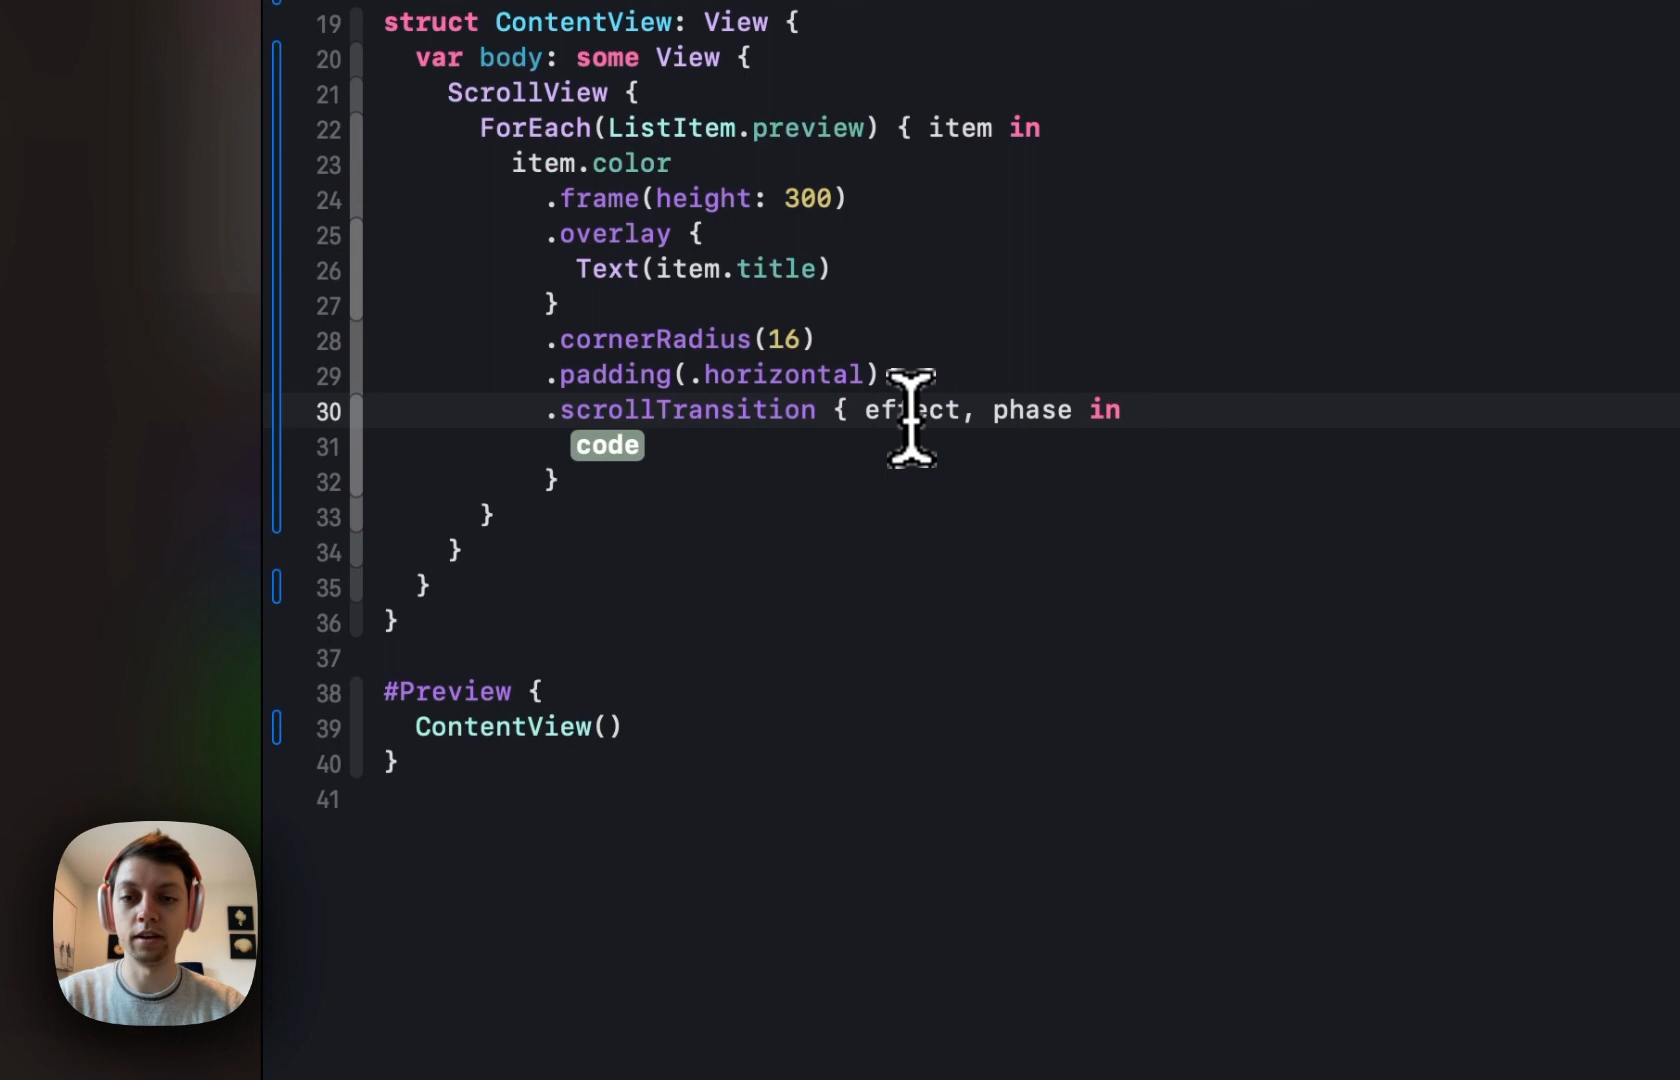 19 struct ContentView: View {
20 var body: some View {
21 ScrollView {
22 ForEach(ListItem.preview) { item in
23 item.color
24 .frame(height: 300)
25 .overlay {
26 Text(item.title)
27 }
28 .cornerRadius(16)
29 .padding(.horizontal)
30 .scrollTransition { effect, phase in
31 code
32 }
33 }
34 }
35 }
36 }
37
38 #Preview {
39 ContentView()
40 }
41